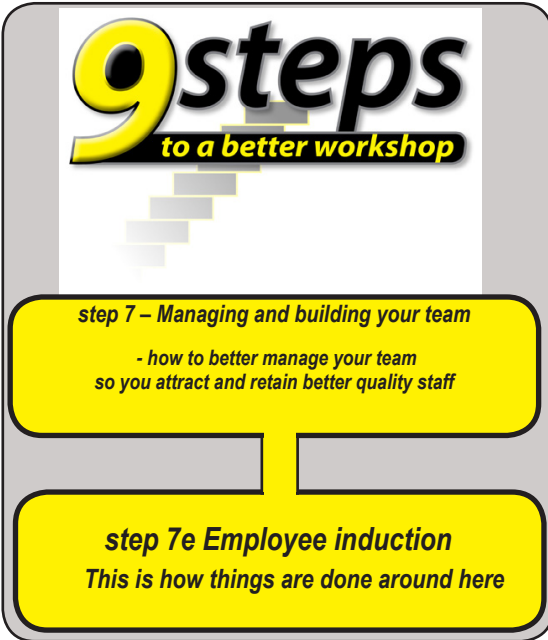 9steps
to a better workshop
step 7 – Managing and building your team
- how to better manage your team
so you attract and retain better quality staff
step 7e Employee induction
This is how things are done around here